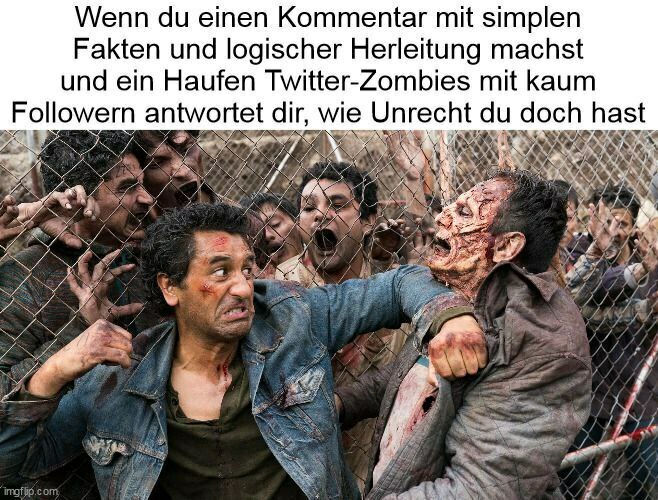 Wenn du einen Kommentar mit simplen
Fakten und logischer Herleitung machst
und ein Haufen Twitter-Zombies mit kaum
Followern antwortet dir, wie Unrecht du doch hast
imgflip.com